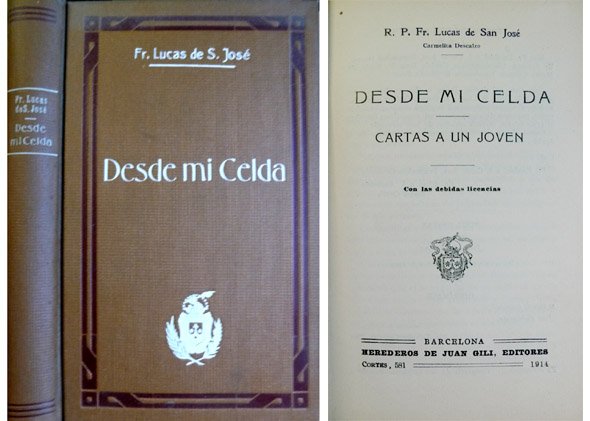 Fr. Lucas
de S. José
Desde
mi Celda
Fr. Lucas de S. José
Desde mi Celda
R. P. Fr. Lucas de San José
Carmelita Descalzo
DESDE MI CELDA
CARTAS A UN JOVEN
Con las debidas licencias
BARCELONA
HEREDEROS DE JUAN GILI, EDITORES
CORTES, 581 1914